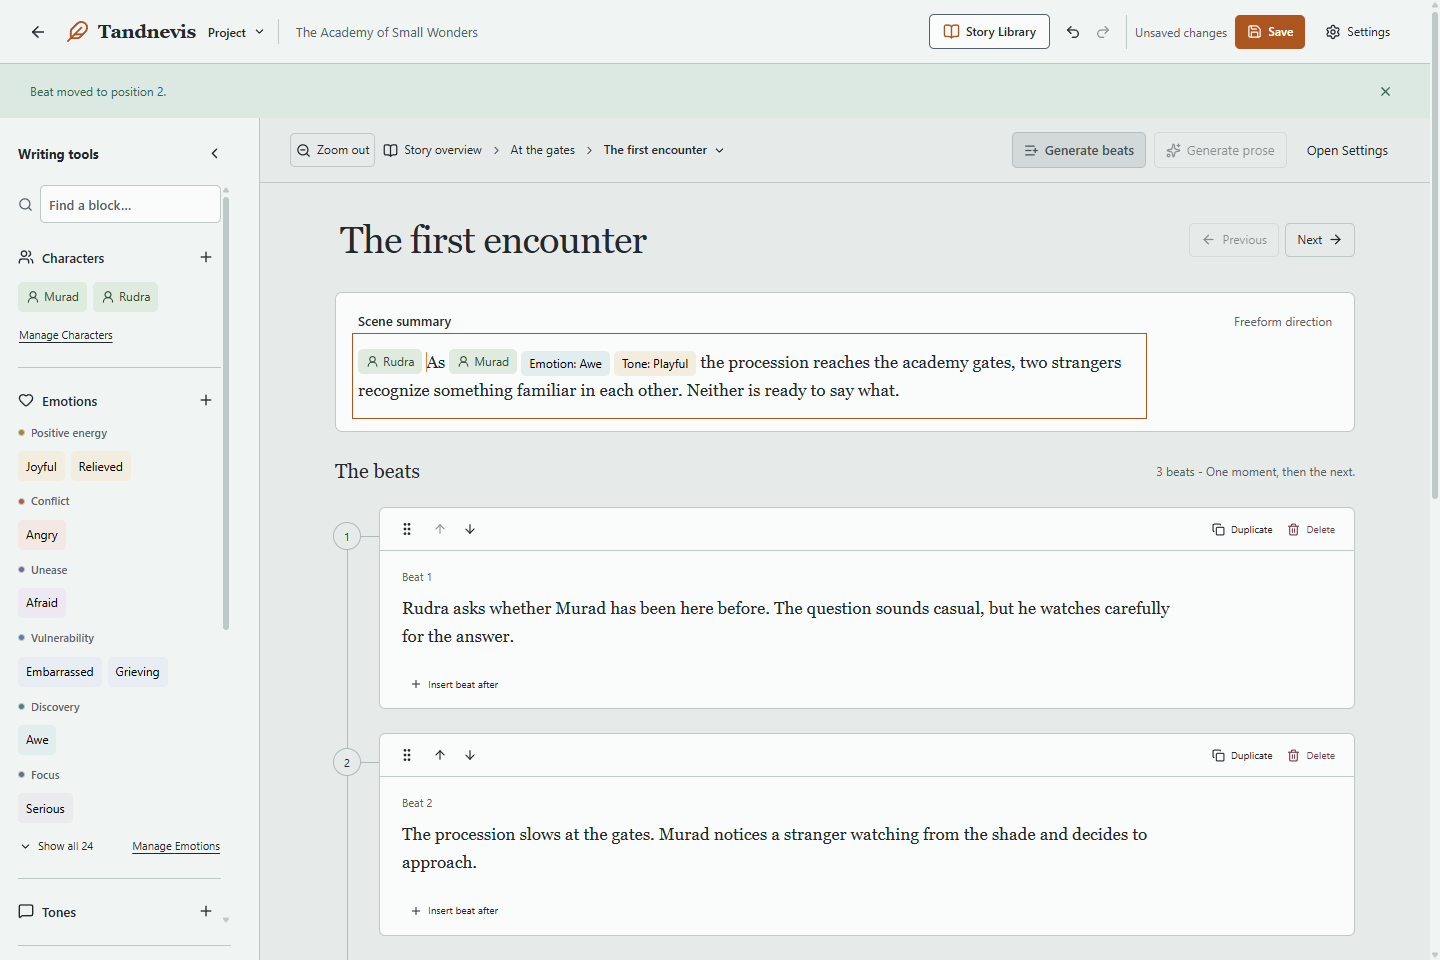 Tandnevis
Project
The Academy of Small Wonders
Story Library
Unsaved changes
Save
Settings
Beat moved to position 2.
Writing tools
Find a block...
Characters
Murad
Rudra
Manage Characters
Emotions
Positive energy
Joyful
Relieved
Conflict
Angry
Unease
Afraid
Vulnerability
Embarrassed
Grieving
Discovery
Awe
Focus
Serious
Show all 24
Manage Emotions
Tones
Zoom out
Story overview
At the gates
The first encounter
Generate beats
Generate prose
Open Settings
The first encounter
Previous
Next
Scene summary
Freeform direction
Rudra As Murad Emotion: Awe Tone: Playful the procession reaches the academy gates, two strangers
recognize something familiar in each other. Neither is ready to say what.
The beats
3 beats - One moment, then the next.
1
Duplicate
Delete
Beat 1
Rudra asks whether Murad has been here before. The question sounds casual, but he watches carefully
for the answer.
Insert beat after
2
Duplicate
Delete
Beat 2
The procession slows at the gates. Murad notices a stranger watching from the shade and decides to
approach.
Insert beat after